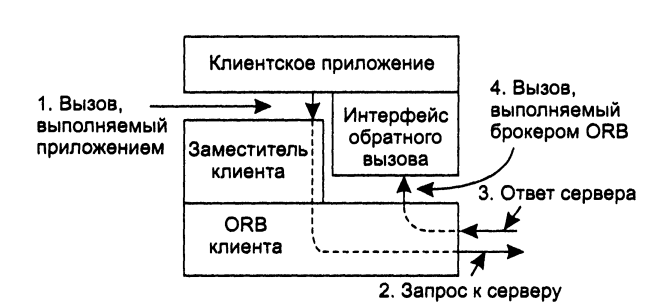 Клиентское приложение
1. Вызов,
выполняемый
приложением
Заместитель
клиента
Интерфейс
обратного
вызова
4. Вызов,
выполняемый
брокером ORB
3. Ответ сервера
ORB
клиента
2. Запрос к серверу